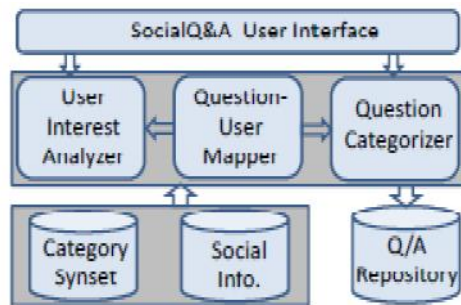 SocialQ&A User Interface
User
Interest
Analyzer
Question-
User
Mapper
Question
Categorizer
Category
Synset
Social
Info.
Q/A
Repository